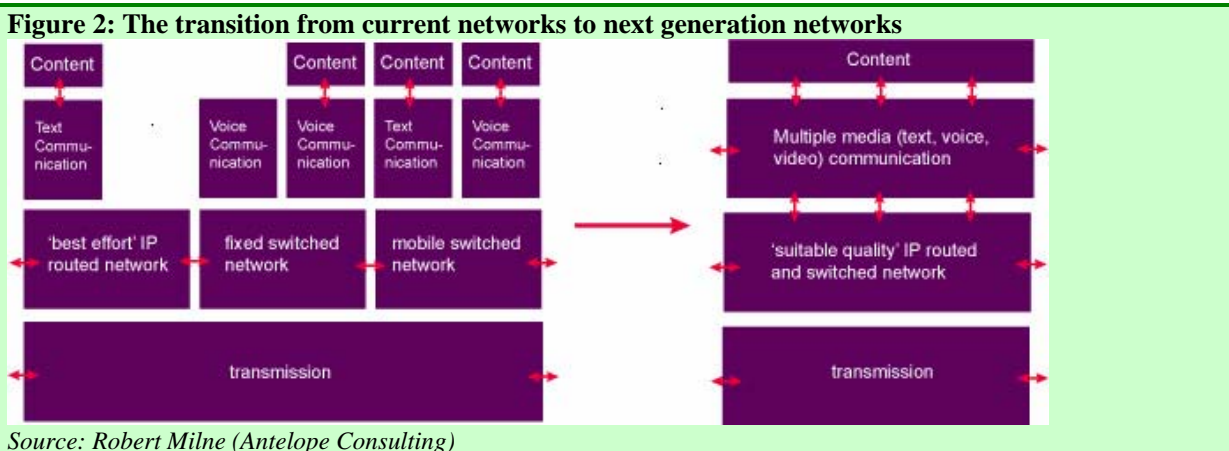 Figure 2: The transition from current networks to next generation networks
Content
Content
Content
Content
Text
Commu-
nication
Voice
Commu-
nication
Voice
Commu-
nication
Text
Commu-
nication
Voice
Commu-
nication
'best effort' IP
routed network
fixed switched
network
mobile switched
network
transmission
Content
Multiple media (text, voice,
video) communication
'suitable quality' IP routed
and switched network
transmission
Source: Robert Milne (Antelope Consulting)